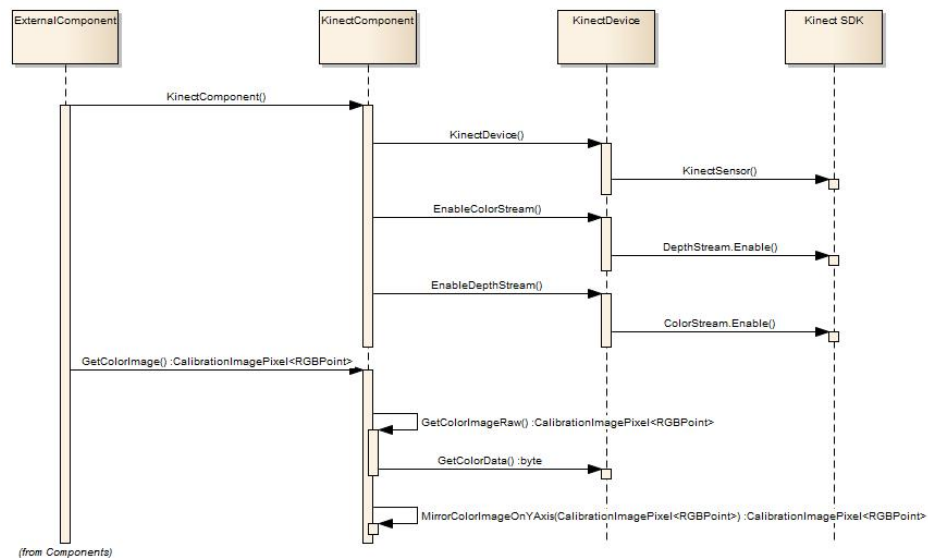 ExternalComponent
KinectComponent
KinectDevice
Kinect SDK
KinectComponent()
KinectDevice()
KinectSensor()
EnableColorStream()
DepthStream.Enable()
EnableDepthStream()
ColorStream.Enable()
GetColorImage() :CalibrationImagePixel<RGBPoint>
GetColorImageRaw() :CalibrationImagePixel<RGBPoint>
GetColorData() :byte
MirrorColorImageOnYAxis(CalibrationImagePixel<RGBPoint>) :CalibrationImagePixel<RGBPoint>
(from Components)